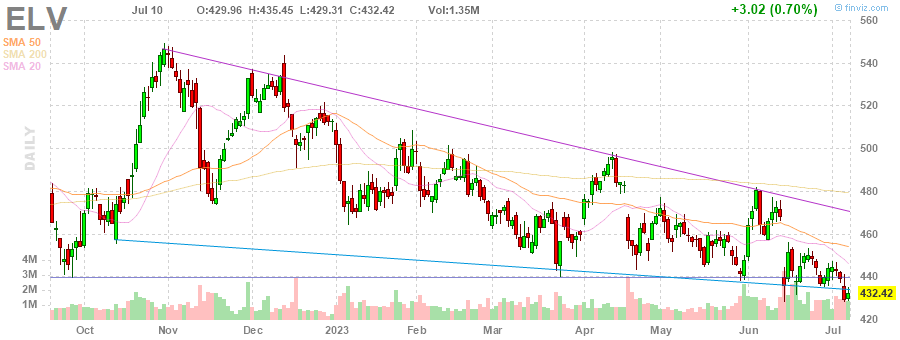 ELV Jul 10 O:429.96 H:435.45 L:429.31 C:432.42 Vol:1.35M +3.02 (0.70%) © finviz.com
SMA 50
SMA 200
SMA 20
DAILY
560
540
520
500
480
460
440
432.42
420
4M
3M
2M
1M
Oct Nov Dec 2023 Feb Mar Apr May Jun Jul